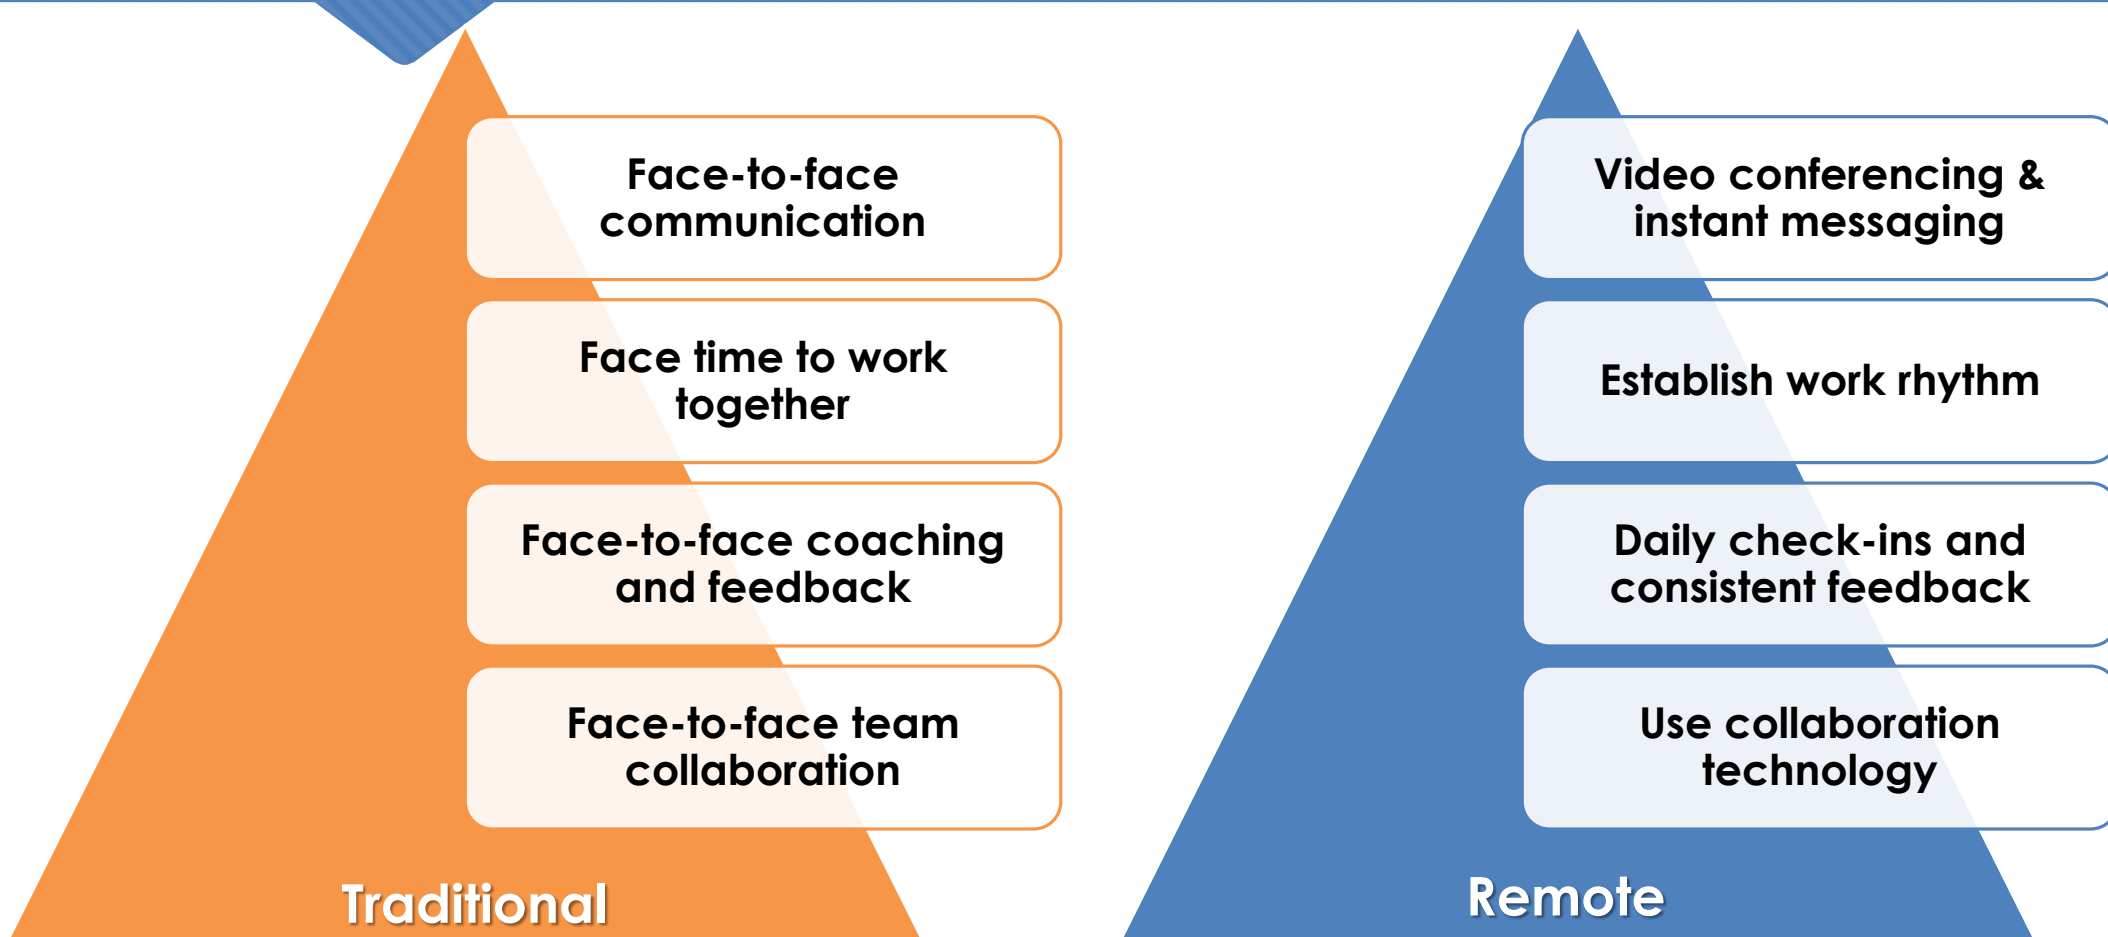 Face-to-face
communication
Face time to work
together
Face-to-face coaching
and feedback
Face-to-face team
collaboration
Traditional
Video conferencing &
instant messaging
Establish work rhythm
Daily check-ins and
consistent feedback
Use collaboration
technology
Remote